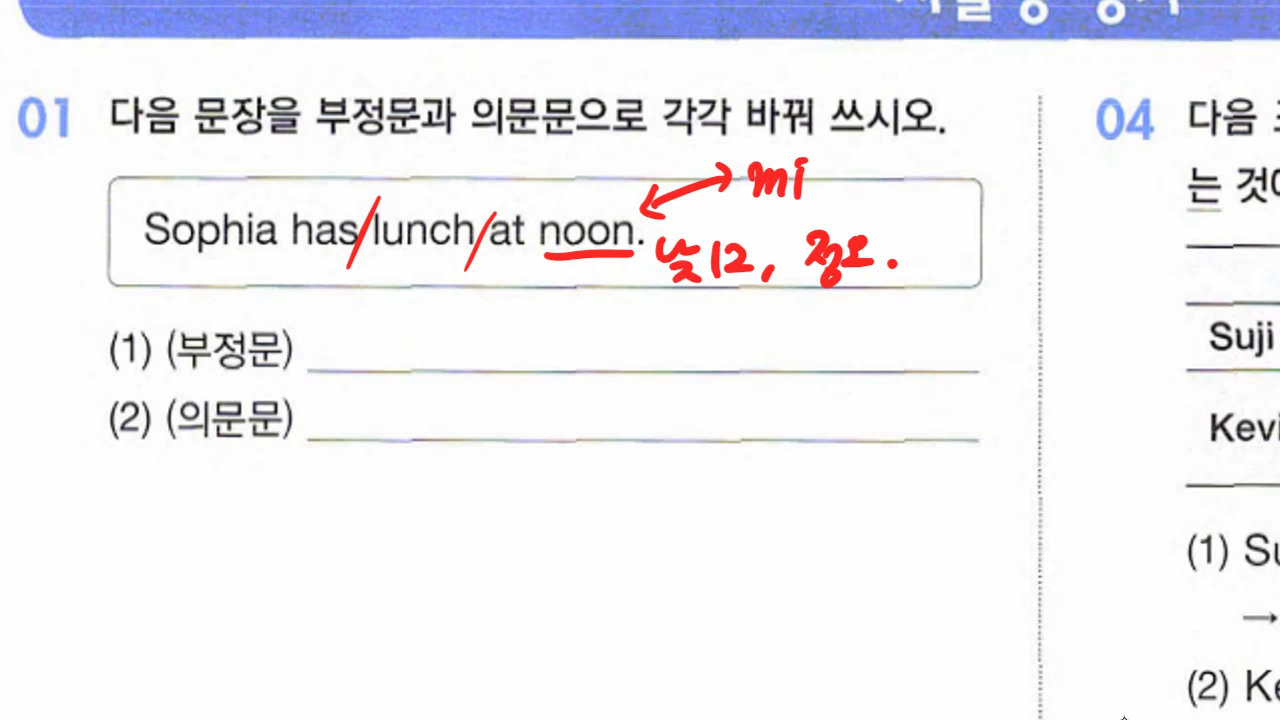 01 다음 문장을 부정문과 의문문으로 각각 바꿔 쓰시오.
mi
Sophia has/lunch/at noon.
낮12, 정오.
(1) (부정문)
(2) (의문문)
04 다음
는 것
Suji
Kevi
(1) Su
→
(2) Ke